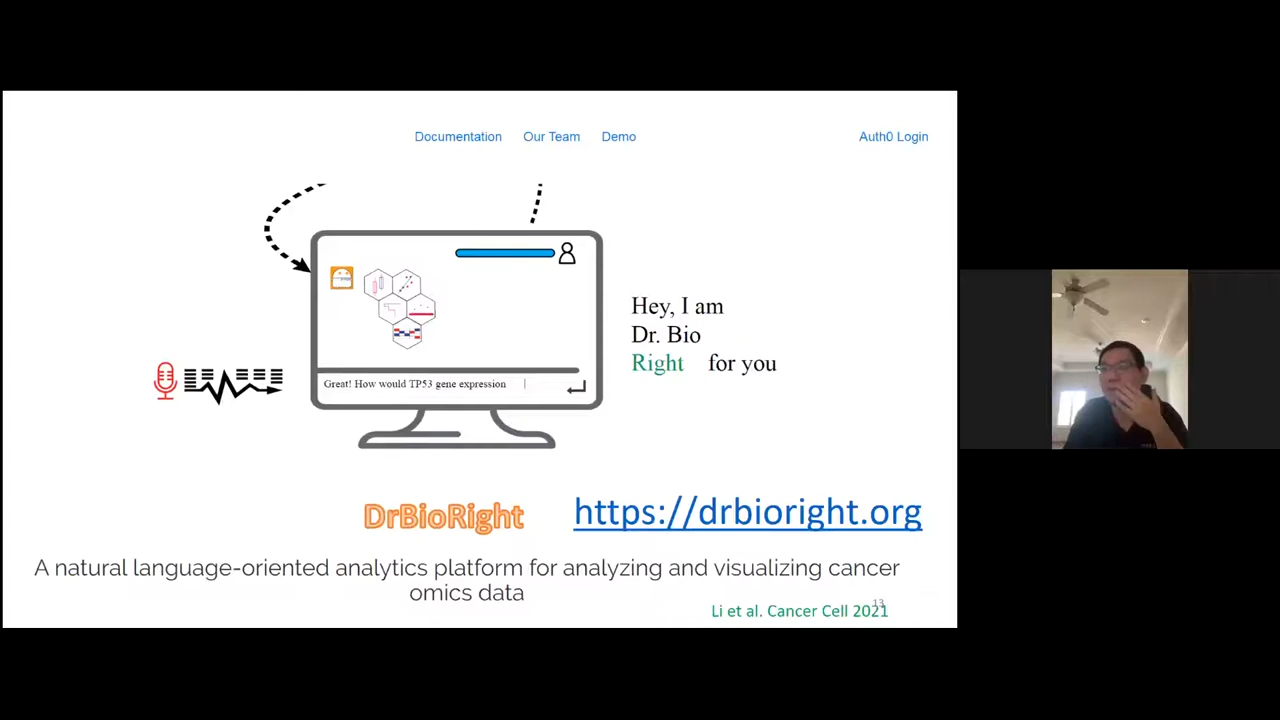 Documentation Our Team Demo Auth0 Login
Hey, I am
Dr. Bio
Right for you
Great! How would TP53 gene expression
DrBioRight https://drbioright.org
A natural language-oriented analytics platform for analyzing and visualizing cancer
omics data
13
Li et al. Cancer Cell 2021